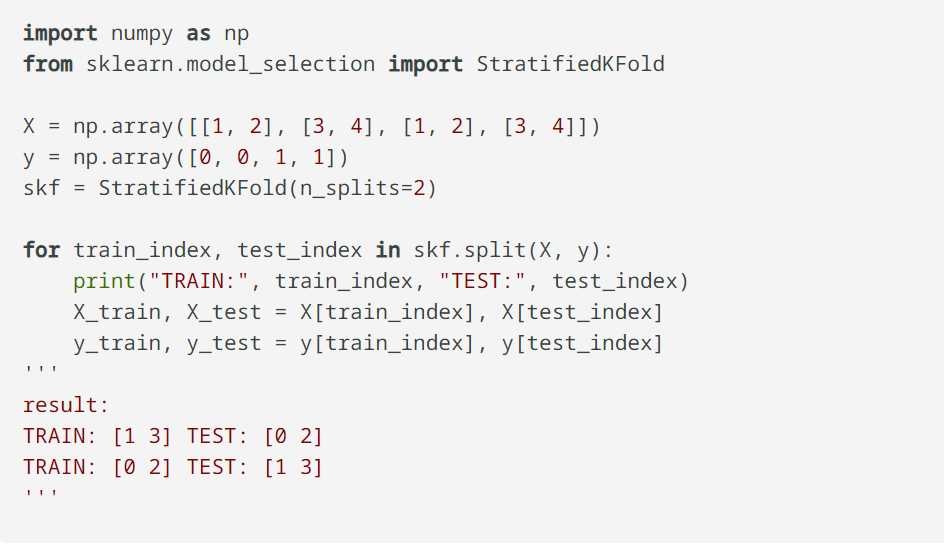 import numpy as np
from sklearn.model_selection import StratifiedKFold
X = np.array([[1, 2], [3, 4], [1, 2], [3, 4]])
y = np.array([0, 0, 1, 1])
skf = StratifiedKFold(n_splits=2)
for train_index, test_index in skf.split(X, y):
    print("TRAIN:", train_index, "TEST:", test_index)
    X_train, X_test = X[train_index], X[test_index]
    y_train, y_test = y[train_index], y[test_index]
'''
result:
TRAIN: [1 3] TEST: [0 2]
TRAIN: [0 2] TEST: [1 3]
'''